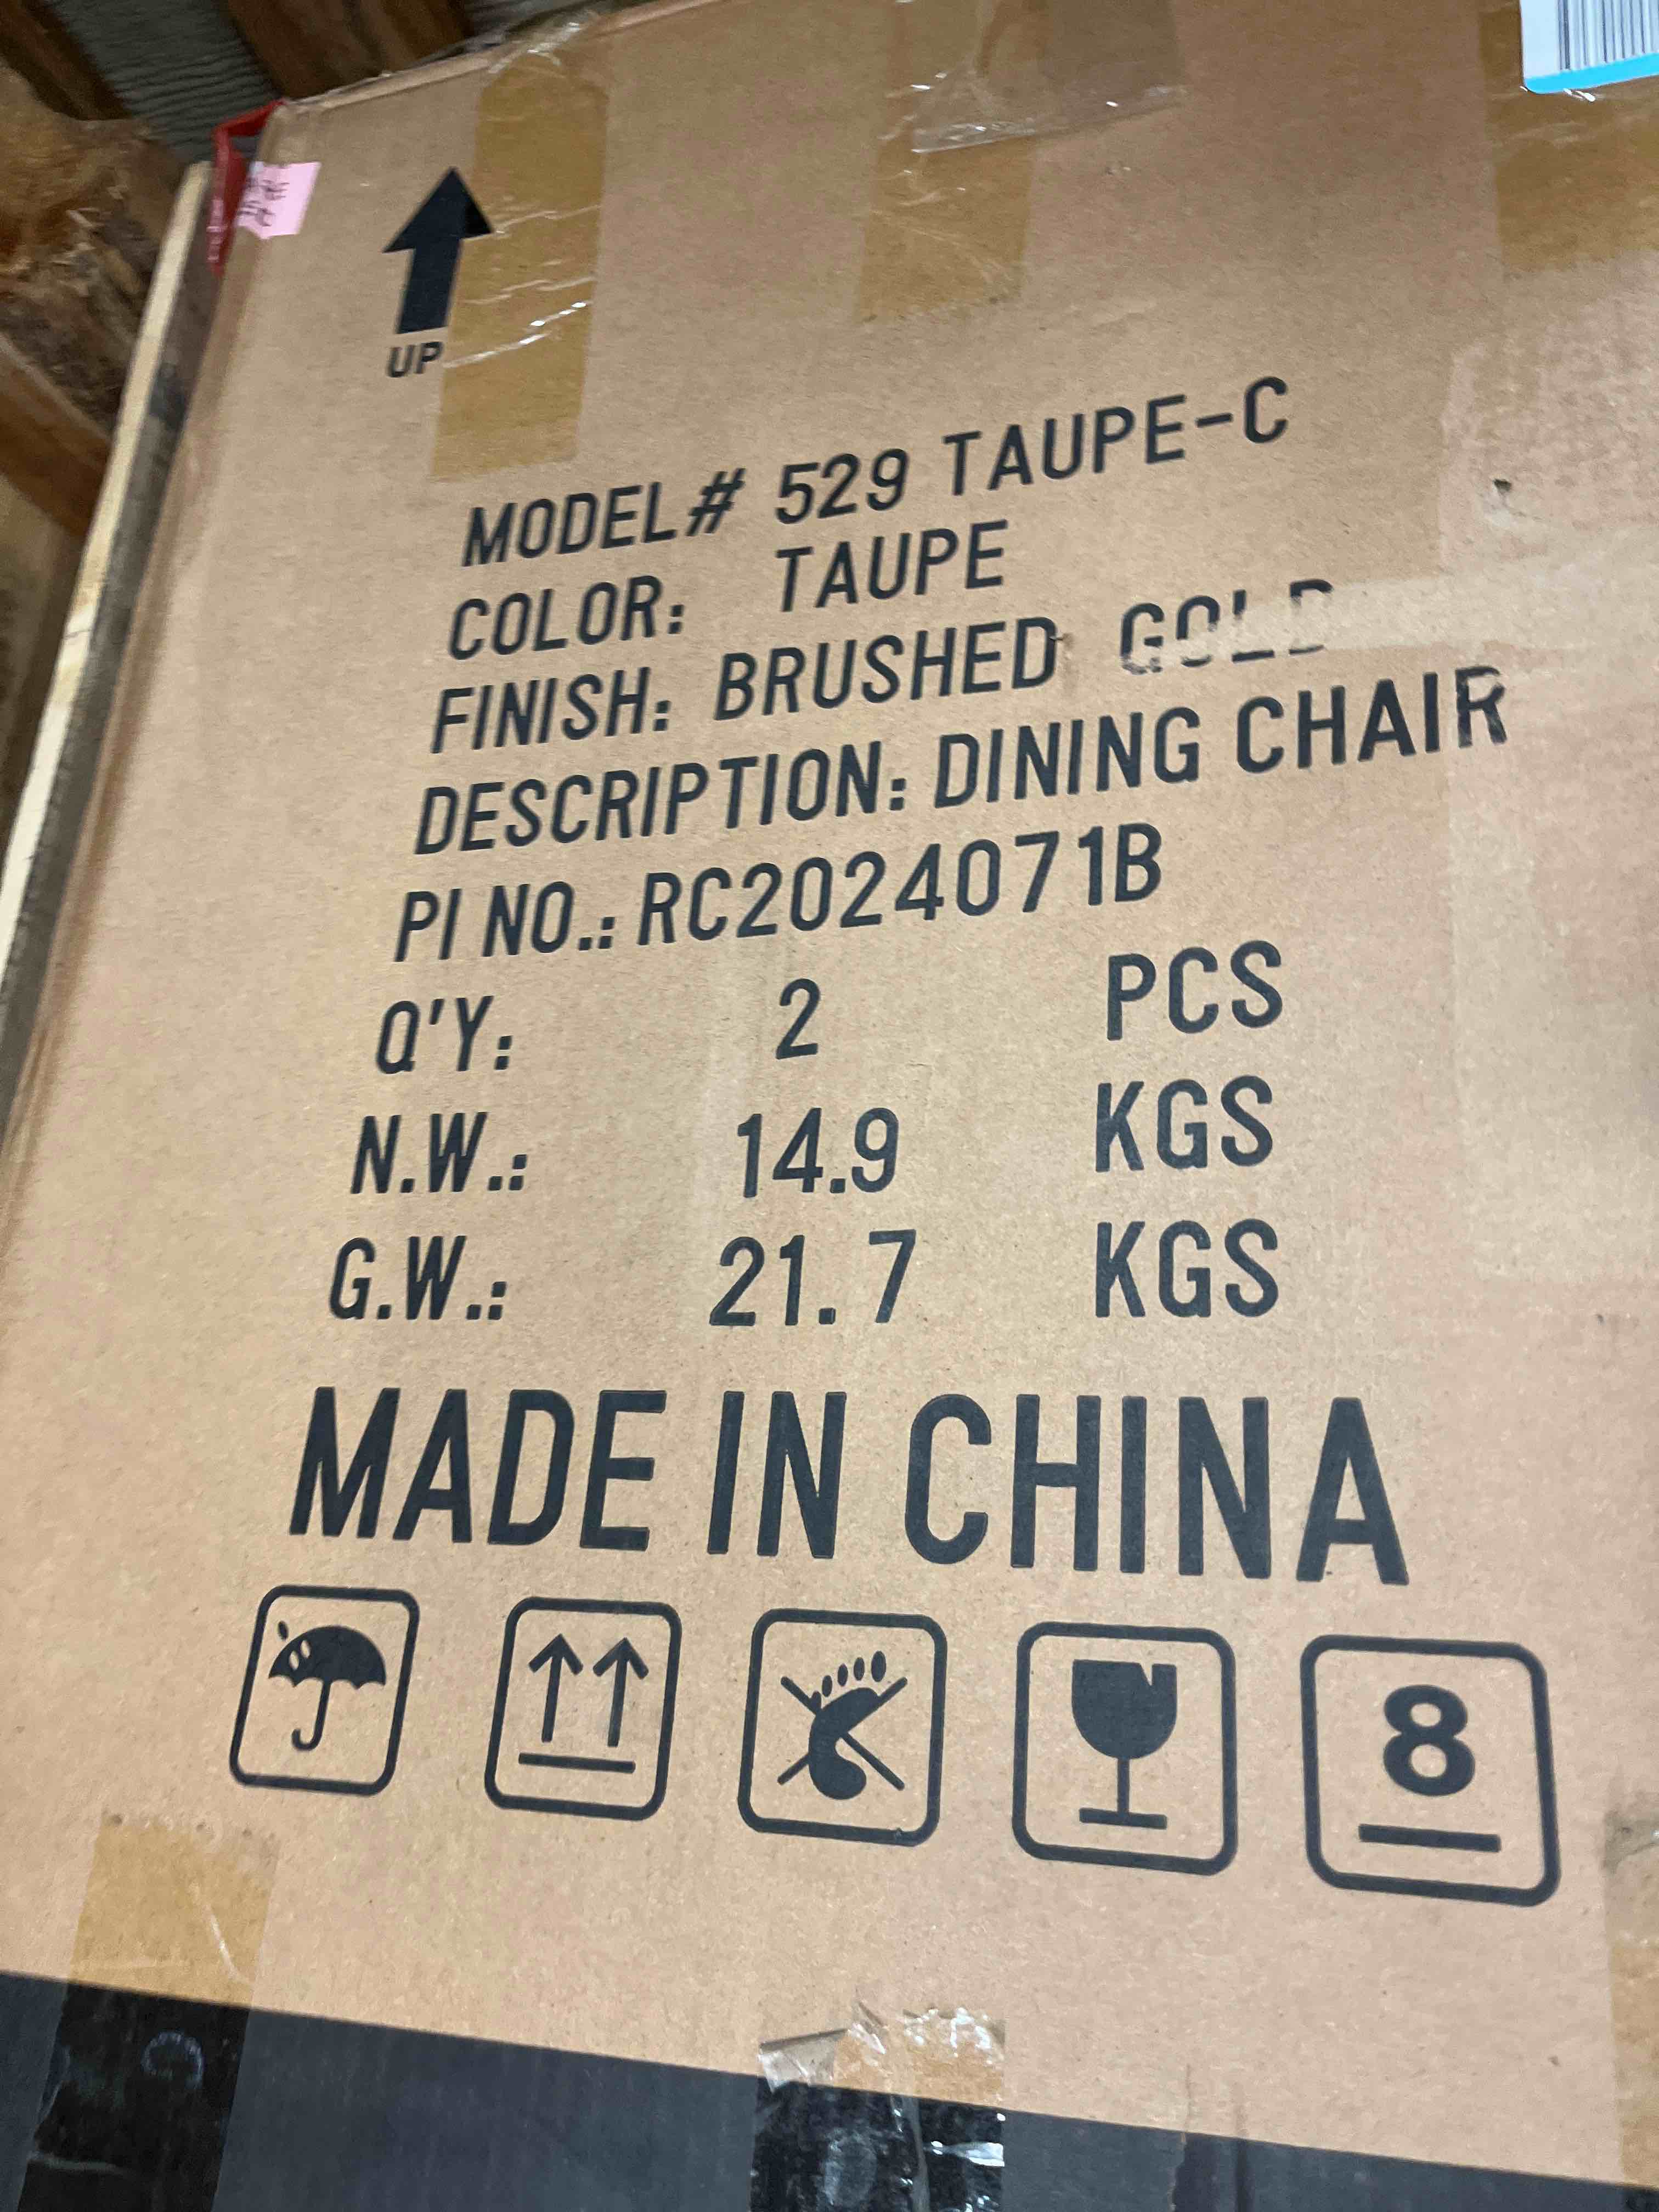 UP
MODEL# 529 TAUPE-C
COLOR: TAUPE
FINISH: BRUSHED GOLD
DESCRIPTION: DINING CHAIR
PI NO.: RC2024071B
Q'Y: 2 PCS
N.W.: 14.9 KGS
G.W.: 21.7 KGS
MADE IN CHINA
8